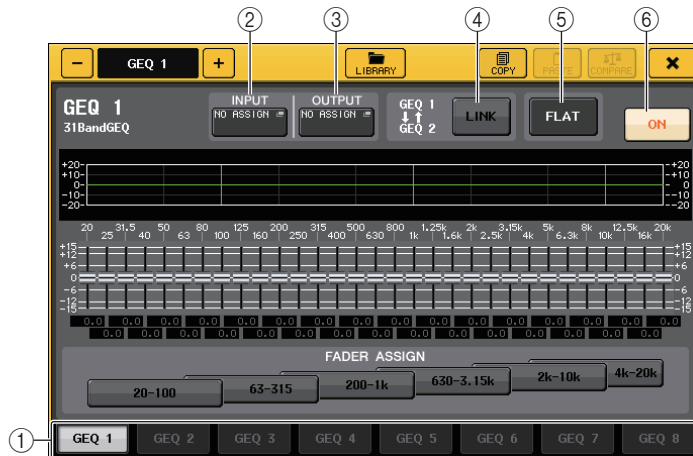 ② ③ ④ ⑤ ⑥
− GEQ 1 + LIBRARY COPY PASTE COMPARE ×
GEQ 1
31BandGEQ
INPUT
NO ASSIGN
OUTPUT
NO ASSIGN
GEQ 1
↓↑
GEQ 2
LINK
FLAT
ON
+20 +20
+10 +10
0 0
−10 −10
−20 −20
20 31.5 50 80 125 200 315 500 800 1.25k 2k 3.15k 5k 8k 12.5k 20k
25 40 63 100 160 250 400 630 1k 1.6k 2.5k 4k 6.3k 10k 16k
+15 +15
+12 +12
+6 +6
0 0
−6 −6
−12 −12
−15 −15
0.0 0.0 0.0 0.0 0.0 0.0 0.0 0.0 0.0 0.0 0.0 0.0 0.0 0.0 0.0 0.0
0.0 0.0 0.0 0.0 0.0 0.0 0.0 0.0 0.0 0.0 0.0 0.0 0.0 0.0 0.0
FADER ASSIGN
20-100 63-315 200-1k 630-3.15k 2k-10k 4k-20k
① GEQ 1 GEQ 2 GEQ 3 GEQ 4 GEQ 5 GEQ 6 GEQ 7 GEQ 8